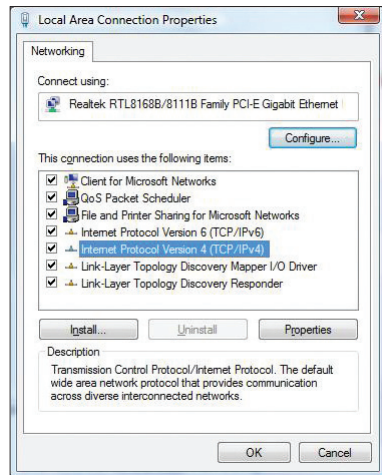 Local Area Connection Properties
Networking
Connect using:
Realtek RTL8168B/8111B Family PCI-E Gigabit Ethernet
Configure...
This connection uses the following items:
Client for Microsoft Networks
QoS Packet Scheduler
File and Printer Sharing for Microsoft Networks
Internet Protocol Version 6 (TCP/IPv6)
Internet Protocol Version 4 (TCP/IPv4)
Link-Layer Topology Discovery Mapper I/O Driver
Link-Layer Topology Discovery Responder
Install... Uninstall Properties
Description
Transmission Control Protocol/Internet Protocol. The default
wide area network protocol that provides communication
across diverse interconnected networks.
OK Cancel